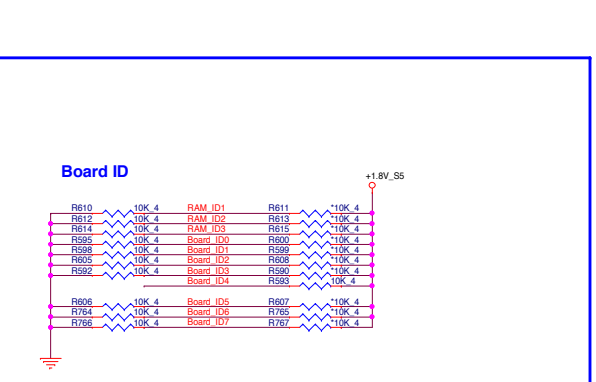 Board ID
+1.8V_S5
R610 10K_4 RAM_ID1 R611 *10K_4
R612 10K_4 RAM_ID2 R613 *10K_4
R614 10K_4 RAM_ID3 R615 *10K_4
R595 10K_4 Board_ID0 R600 *10K_4
R598 10K_4 Board_ID1 R599 *10K_4
R605 10K_4 Board_ID2 R608 *10K_4
R592 10K_4 Board_ID3 R590 *10K_4
Board_ID4 R593 10K_4
R606 10K_4 Board_ID5 R607 *10K_4
R764 10K_4 Board_ID6 R765 *10K_4
R766 10K_4 Board_ID7 R767 *10K_4